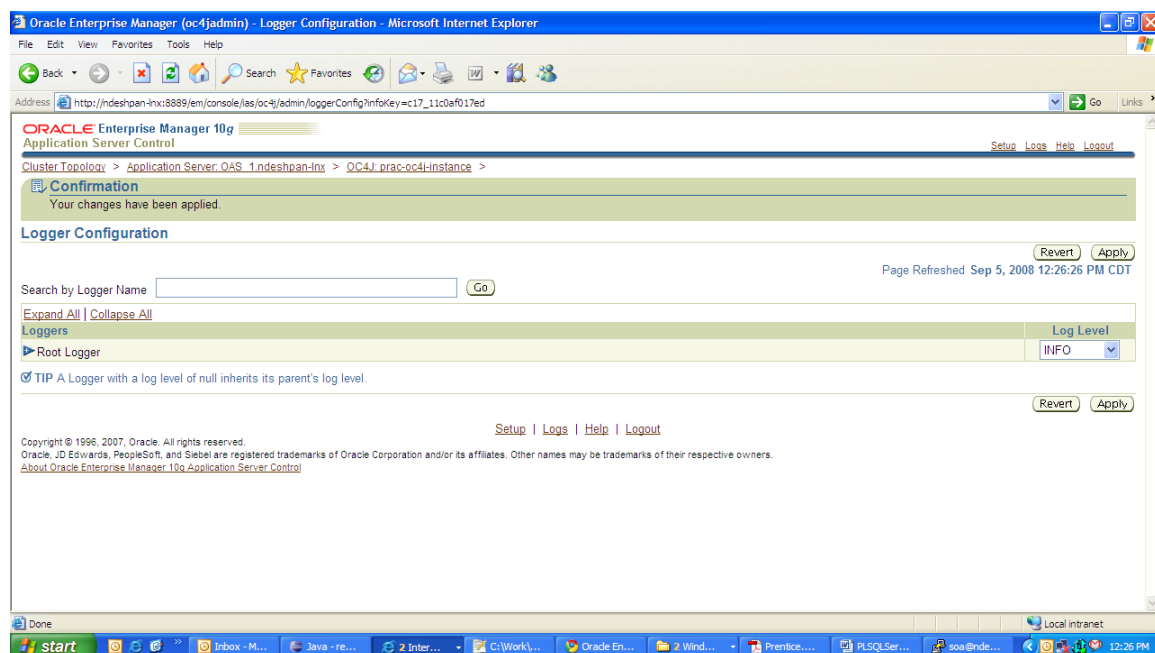 Oracle Enterprise Manager (oc4jadmin) - Logger Configuration - Microsoft Internet Explorer
File Edit View Favorites Tools Help
Back Search Favorites
Address http://ndeshpan-lnx:8889/em/console/ias/oc4j/admin/loggerConfig?infoKey=c17_11c0af017ed Go Links »
ORACLE Enterprise Manager 10g
Application Server Control
Setup Logs Help Logout
Cluster Topology > Application Server: OAS_1.ndeshpan-lnx > OC4J: prac-oc4j-instance >
Confirmation
Your changes have been applied.
Logger Configuration
Revert Apply
Page Refreshed Sep 5, 2008 12:26:26 PM CDT
Search by Logger Name Go
Expand All | Collapse All
Loggers Log Level
Root Logger INFO
TIP A Logger with a log level of null inherits its parent's log level.
Revert Apply
Setup | Logs | Help | Logout
Copyright © 1996, 2007, Oracle. All rights reserved.
Oracle, JD Edwards, PeopleSoft, and Siebel are registered trademarks of Oracle Corporation and/or its affiliates. Other names may be trademarks of their respective owners.
About Oracle Enterprise Manager 10g Application Server Control
Done Local intranet
start » Inbox - M... Java - re... 2 Inter... C:\Work\... Oracle En... 2 Wind... Prentice.... PLSQLSer... soa@nde... 12:26 PM